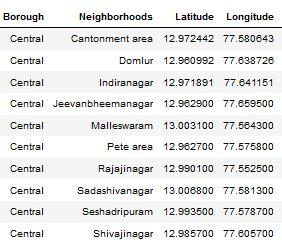 Borough Neighborhoods Latitude Longitude
Central Cantonment area 12.972442 77.580643
Central Domlur 12.960992 77.638726
Central Indiranagar 12.971891 77.641151
Central Jeevanbheemanagar 12.962900 77.659500
Central Malleswaram 13.003100 77.564300
Central Pete area 12.962700 77.575800
Central Rajajinagar 12.990100 77.552500
Central Sadashivanagar 13.006800 77.581300
Central Seshadripuram 12.993500 77.578700
Central Shivajinagar 12.985700 77.605700